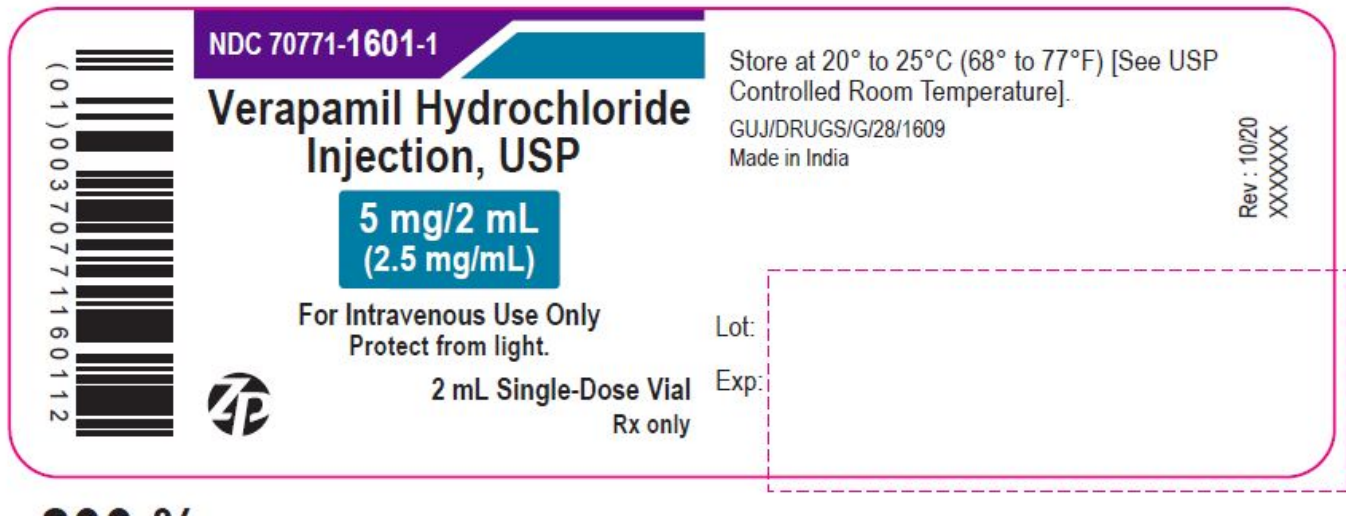 (01)00370771160112
NDC 70771-1601-1
Verapamil Hydrochloride
Injection, USP
5 mg/2 mL
(2.5 mg/mL)
For Intravenous Use Only
Protect from light.
2 mL Single-Dose Vial
Rx only
ZP
Store at 20° to 25°C (68° to 77°F) [See USP
Controlled Room Temperature].
GUJ/DRUGS/G/28/1609
Made in India
Rev : 10/20
XXXXXXX
Lot:
Exp: